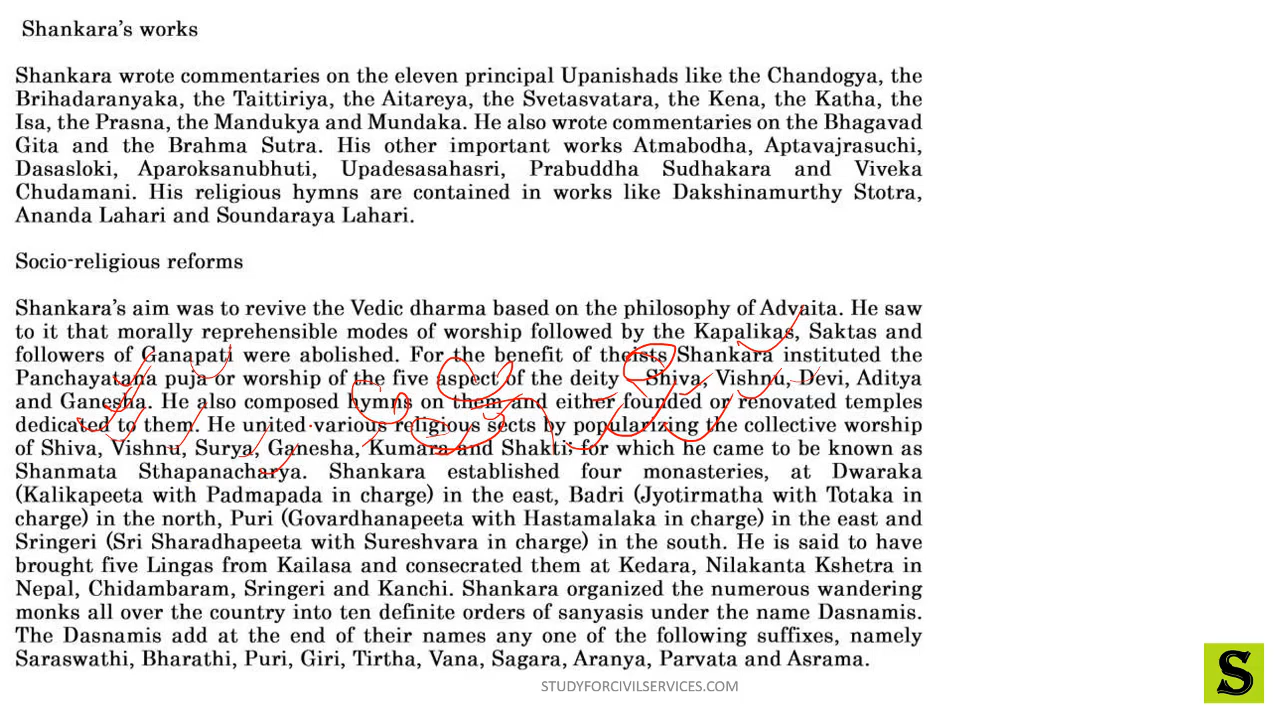 Shankara’s works
Shankara wrote commentaries on the eleven principal Upanishads like the Chandogya, the
Brihadaranyaka, the Taittiriya, the Aitareya, the Svetasvatara, the Kena, the Katha, the
Isa, the Prasna, the Mandukya and Mundaka. He also wrote commentaries on the Bhagavad
Gita and the Brahma Sutra. His other important works Atmabodha, Aptavajrasuchi,
Dasasloki, Aparoksanubhuti, Upadesasahasri, Prabuddha Sudhakara and Viveka
Chudamani. His religious hymns are contained in works like Dakshinamurthy Stotra,
Ananda Lahari and Soundaraya Lahari.
Socio-religious reforms
Shankara’s aim was to revive the Vedic dharma based on the philosophy of Advaita. He saw
to it that morally reprehensible modes of worship followed by the Kapalikas, Saktas and
followers of Ganapati were abolished. For the benefit of theists Shankara instituted the
Panchayatana puja or worship of the five aspect of the deity – Shiva, Vishnu, Devi, Aditya
and Ganesha. He also composed hymns on them and either founded or renovated temples
dedicated to them. He united various religious sects by popularizing the collective worship
of Shiva, Vishnu, Surya, Ganesha, Kumara and Shakti; for which he came to be known as
Shanmata Sthapanacharya. Shankara established four monasteries, at Dwaraka
(Kalikapeeta with Padmapada in charge) in the east, Badri (Jyotirmatha with Totaka in
charge) in the north, Puri (Govardhanapeeta with Hastamalaka in charge) in the east and
Sringeri (Sri Sharadhapeeta with Sureshvara in charge) in the south. He is said to have
brought five Lingas from Kailasa and consecrated them at Kedara, Nilakanta Kshetra in
Nepal, Chidambaram, Sringeri and Kanchi. Shankara organized the numerous wandering
monks all over the country into ten definite orders of sanyasis under the name Dasnamis.
The Dasnamis add at the end of their names any one of the following suffixes, namely
Saraswathi, Bharathi, Puri, Giri, Tirtha, Vana, Sagara, Aranya, Parvata and Asrama.
STUDYFORCIVILSERVICES.COM
S